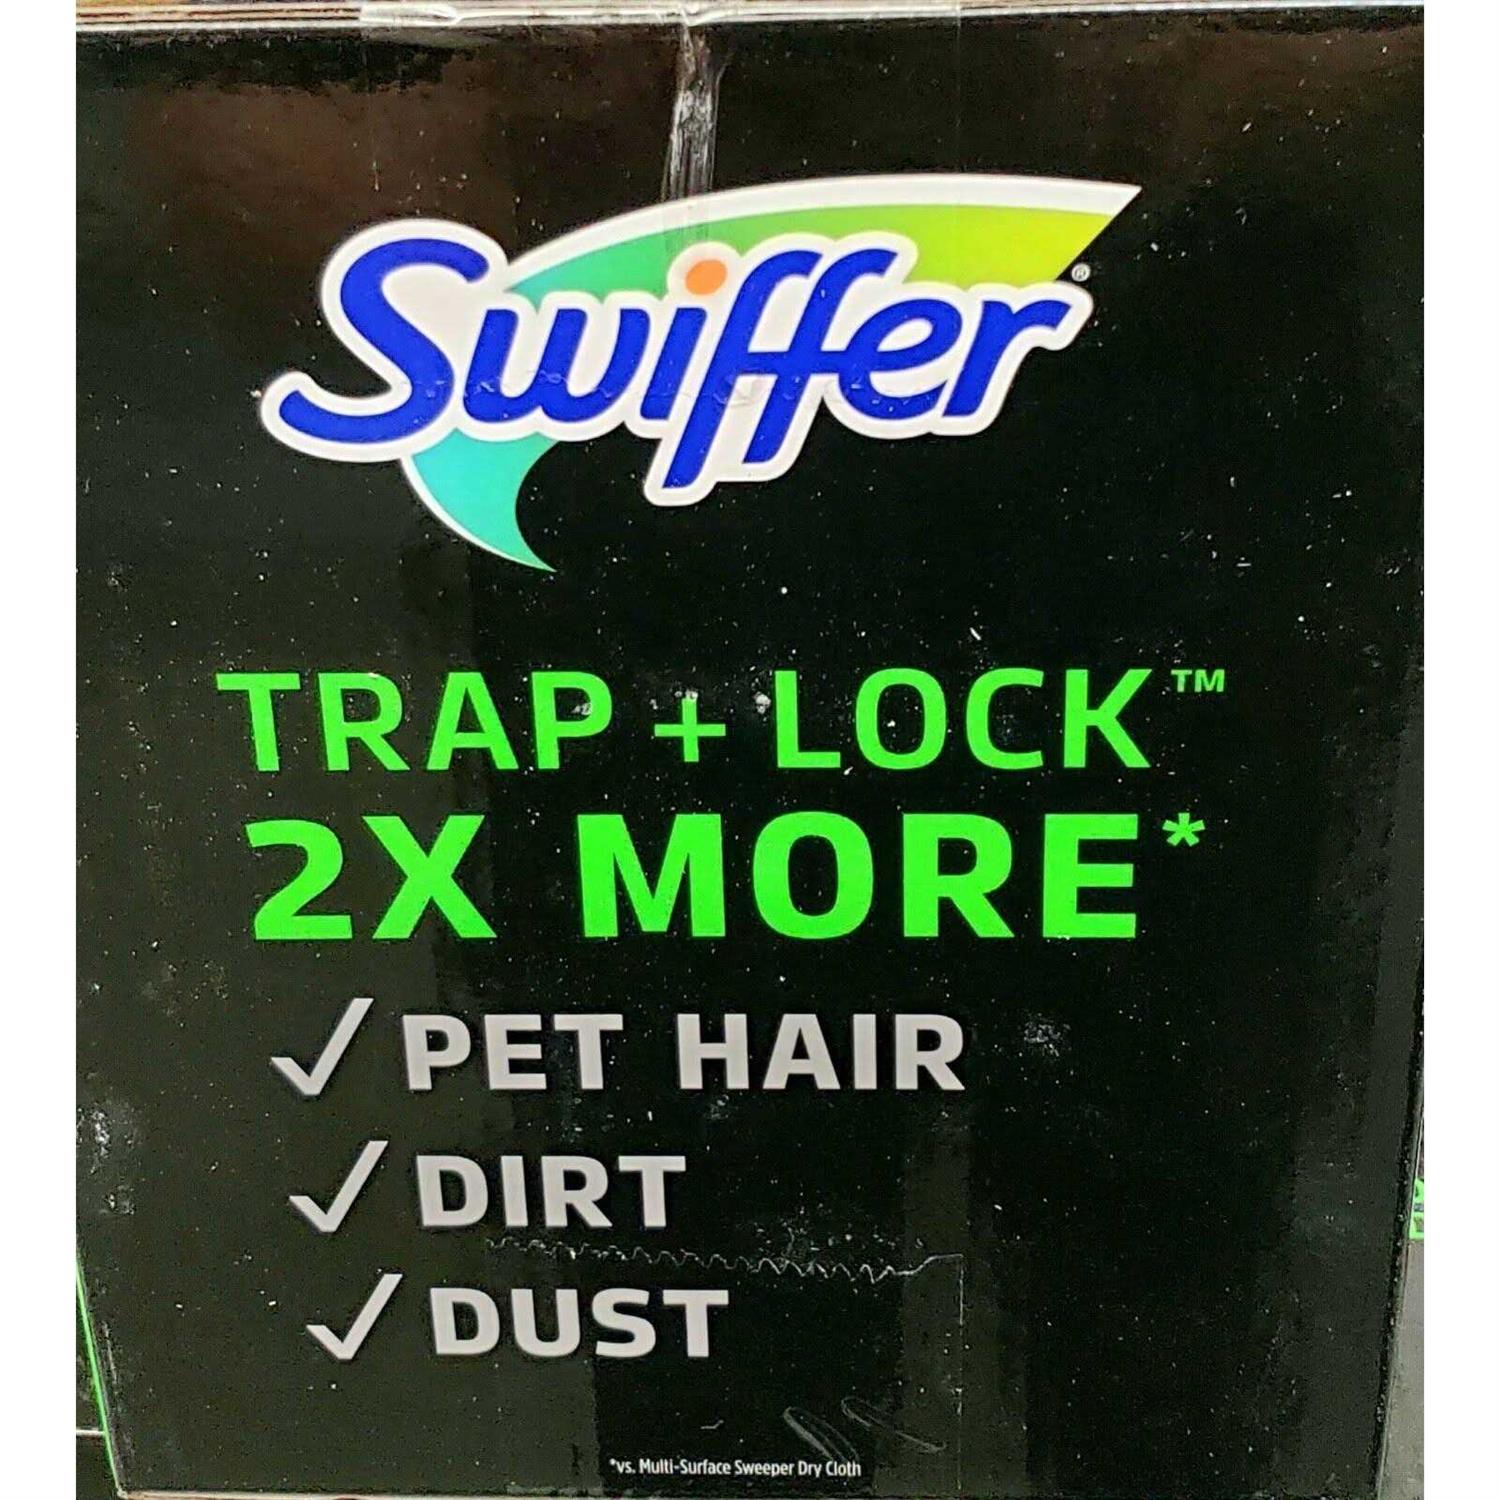 Swiffer®
TRAP + LOCK™
2X MORE*
✓ PET HAIR
✓ DIRT
✓ DUST
*vs. Multi-Surface Sweeper Dry Cloth